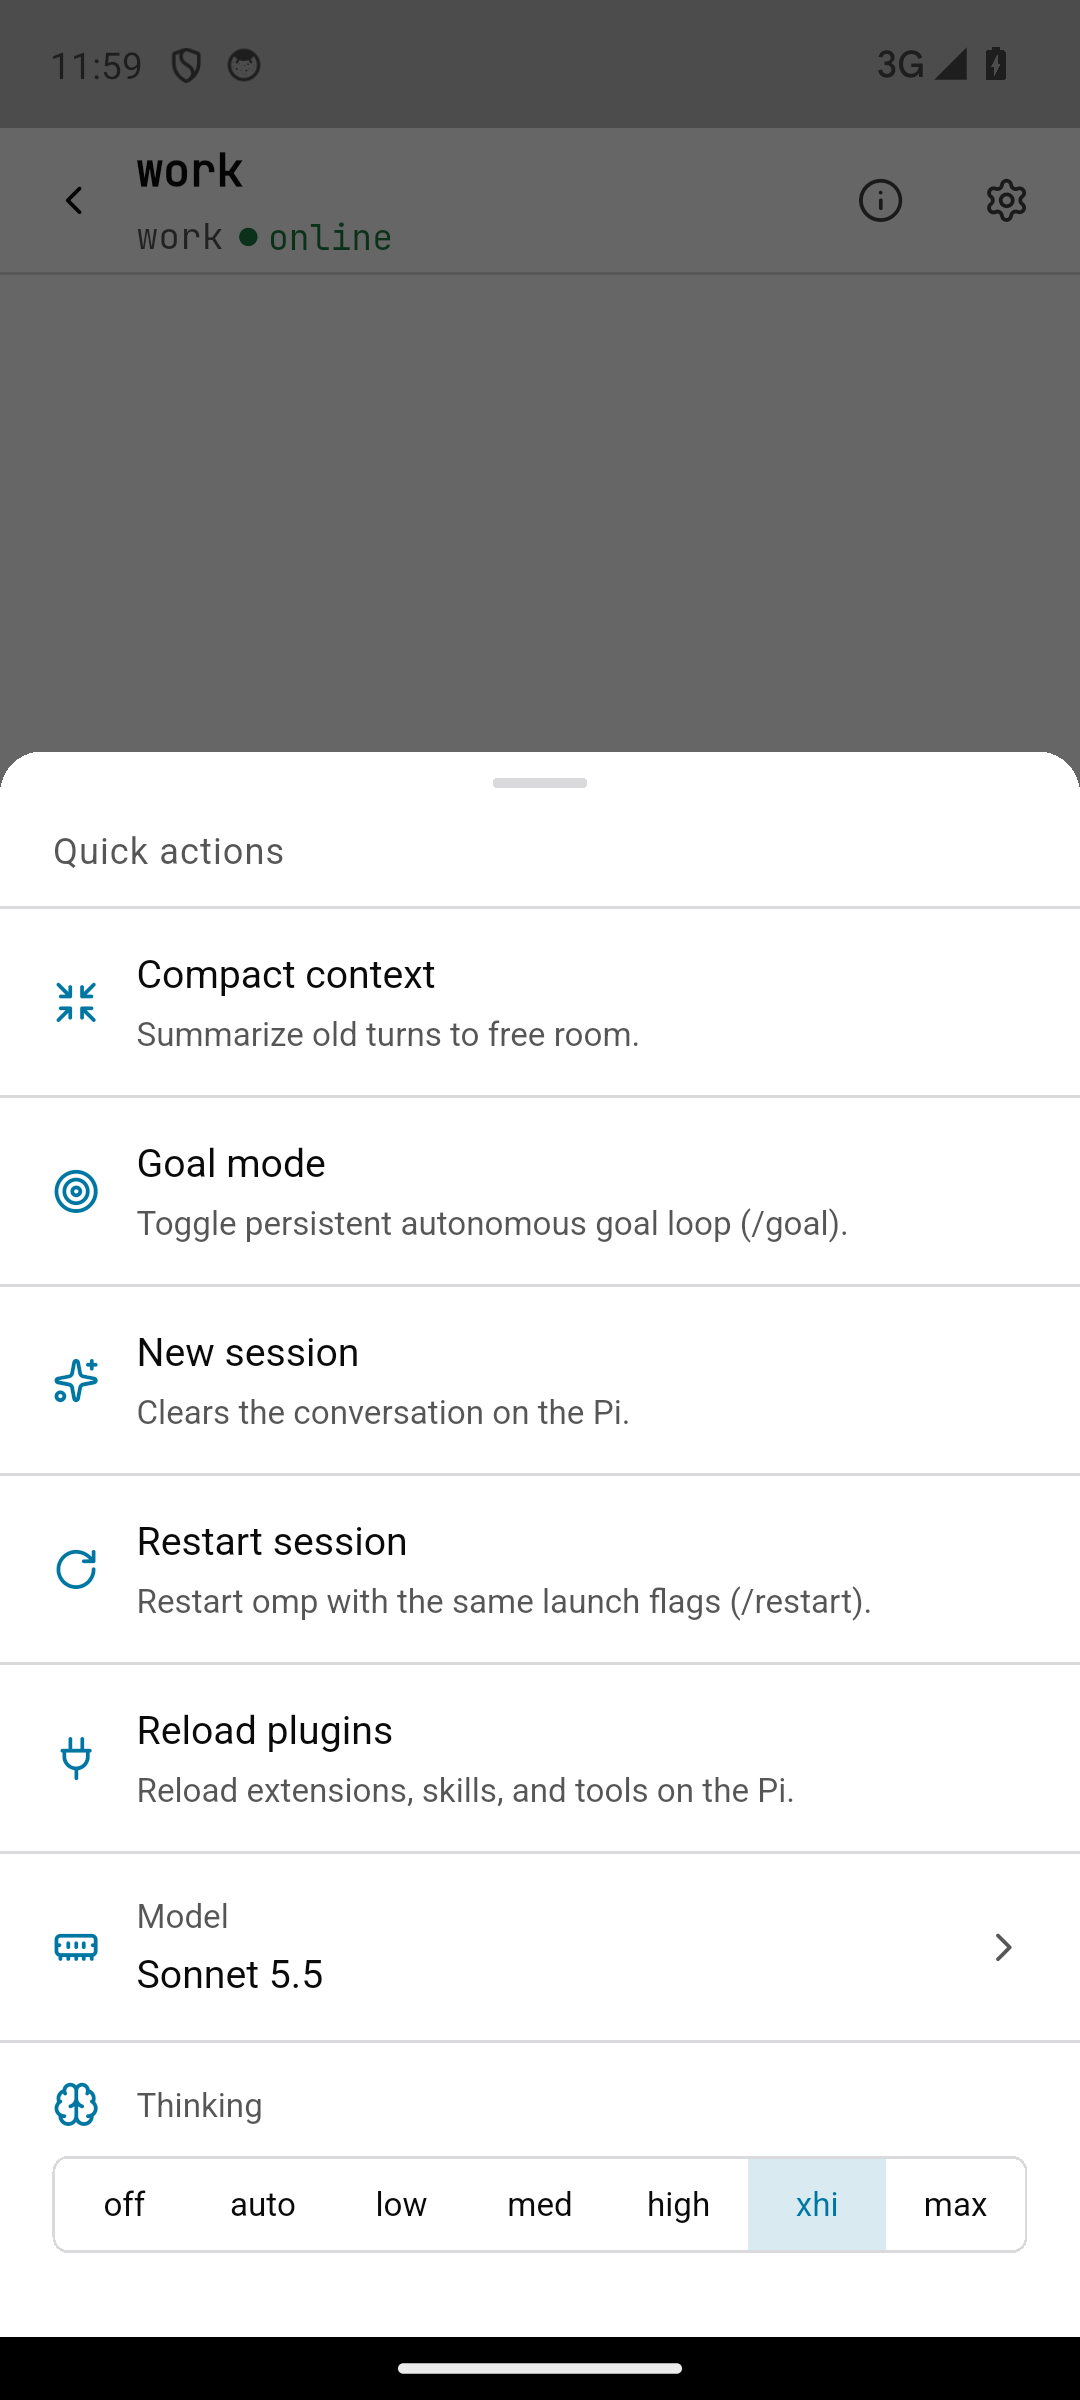 11:59
3G
work
work ● online
Quick actions
Compact context
Summarize old turns to free room.
Goal mode
Toggle persistent autonomous goal loop (/goal).
New session
Clears the conversation on the Pi.
Restart session
Restart omp with the same launch flags (/restart).
Reload plugins
Reload extensions, skills, and tools on the Pi.
Model
Sonnet 5.5
Thinking
off auto low med high xhi max